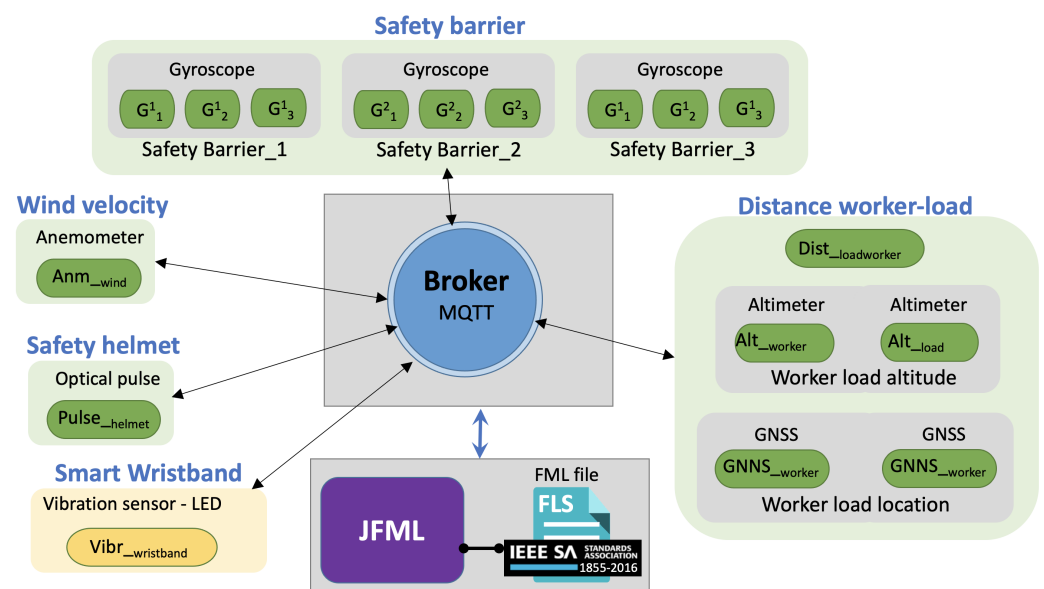 Safety barrier
Gyroscope
G¹₁ G¹₂ G¹₃
Safety Barrier_1
Gyroscope
G²₁ G²₂ G²₃
Safety Barrier_2
Gyroscope
G¹₁ G¹₂ G¹₃
Safety Barrier_3
Wind velocity
Anemometer
Anm_wind
Safety helmet
Optical pulse
Pulse_helmet
Smart Wristband
Vibration sensor - LED
Vibr_wristband
Broker
MQTT
Distance worker-load
Dist_loadworker
Altimeter Altimeter
Alt_worker Alt_load
Worker load altitude
GNSS GNSS
GNNS_worker GNNS_worker
Worker load location
JFML
FML file
FLS
IEEE SA STANDARDS
ASSOCIATION
1855-2016